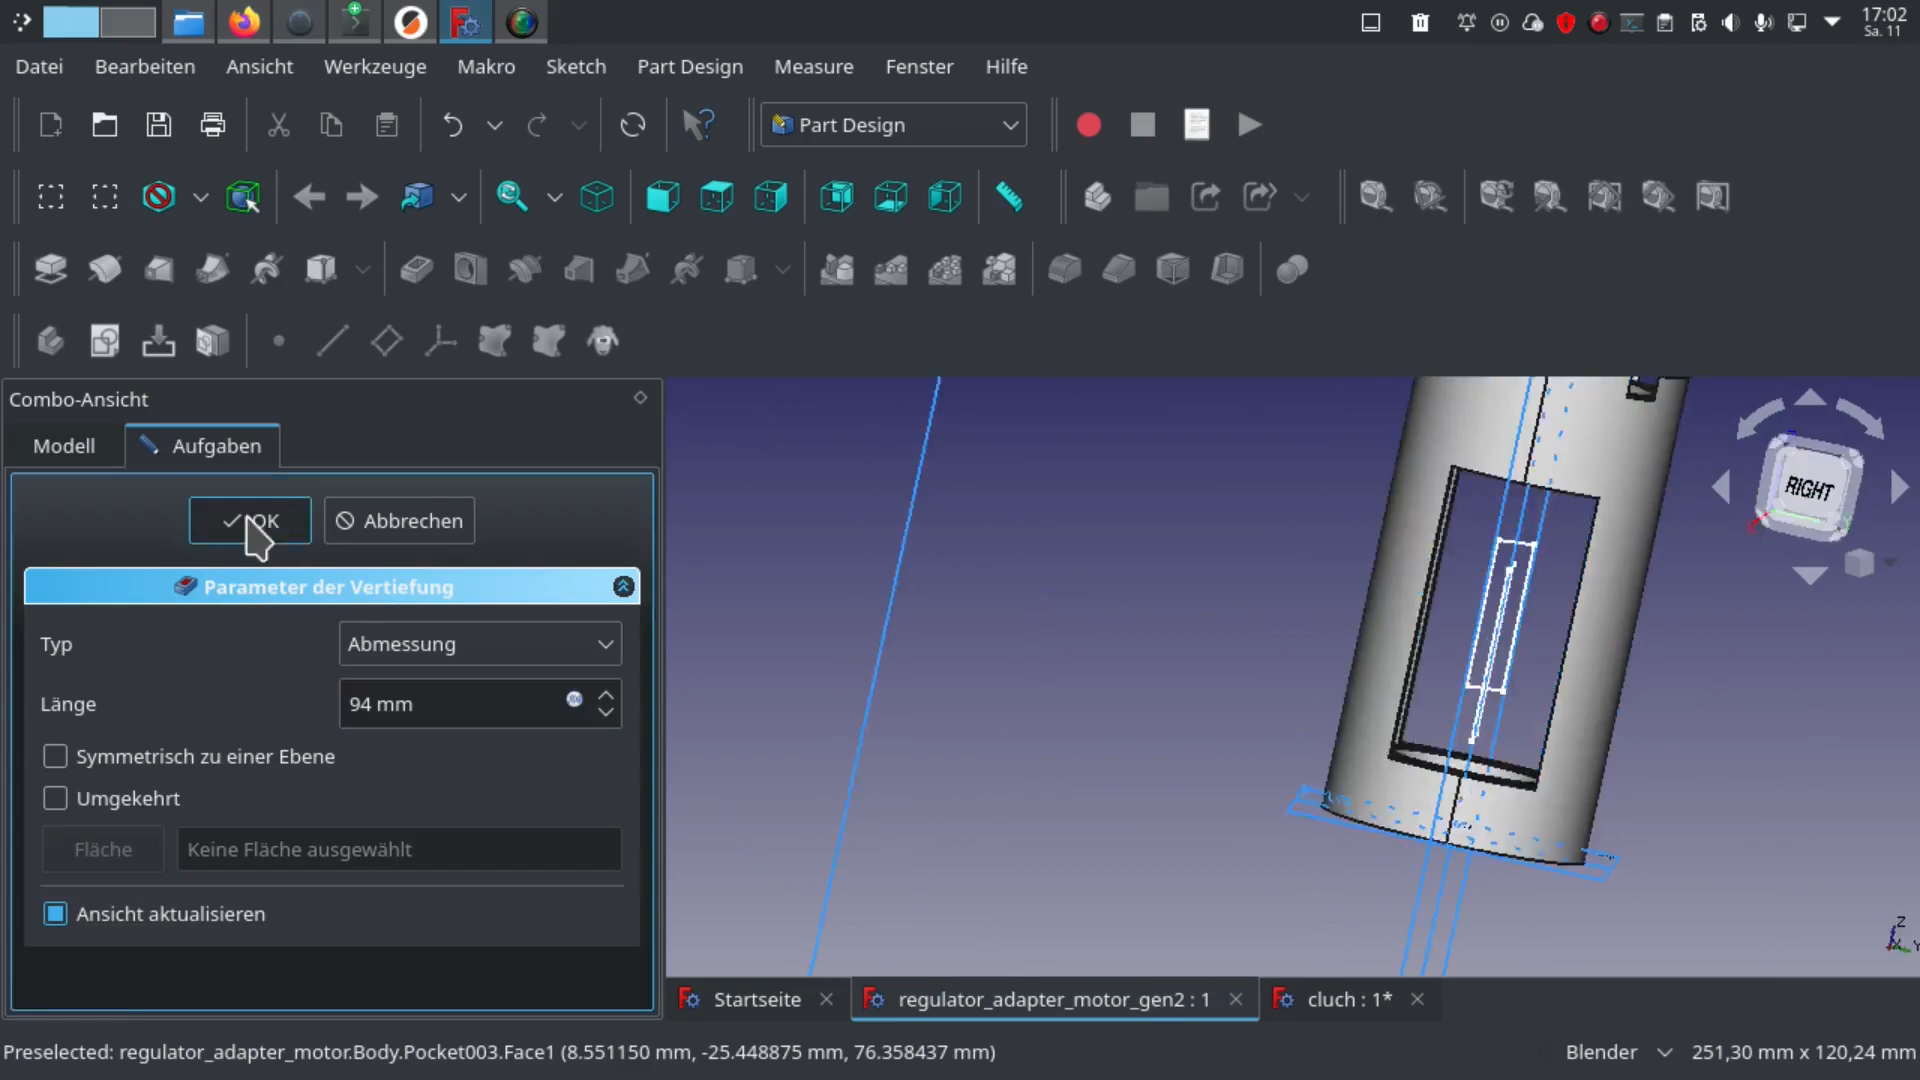 17:02
Sa. 11
Datei Bearbeiten Ansicht Werkzeuge Makro Sketch Part Design Measure Fenster Hilfe
Part Design
Combo-Ansicht
Modell Aufgaben
OK Abbrechen
Parameter der Vertiefung
Typ Abmessung
Länge 94 mm
Symmetrisch zu einer Ebene
Umgekehrt
Fläche Keine Fläche ausgewählt
Ansicht aktualisieren
RIGHT
Z
X Y
Startseite regulator_adapter_motor_gen2 : 1 cluch : 1*
Preselected: regulator_adapter_motor.Body.Pocket003.Face1 (8.551150 mm, -25.448875 mm, 76.358437 mm) Blender 251,30 mm x 120,24 mm